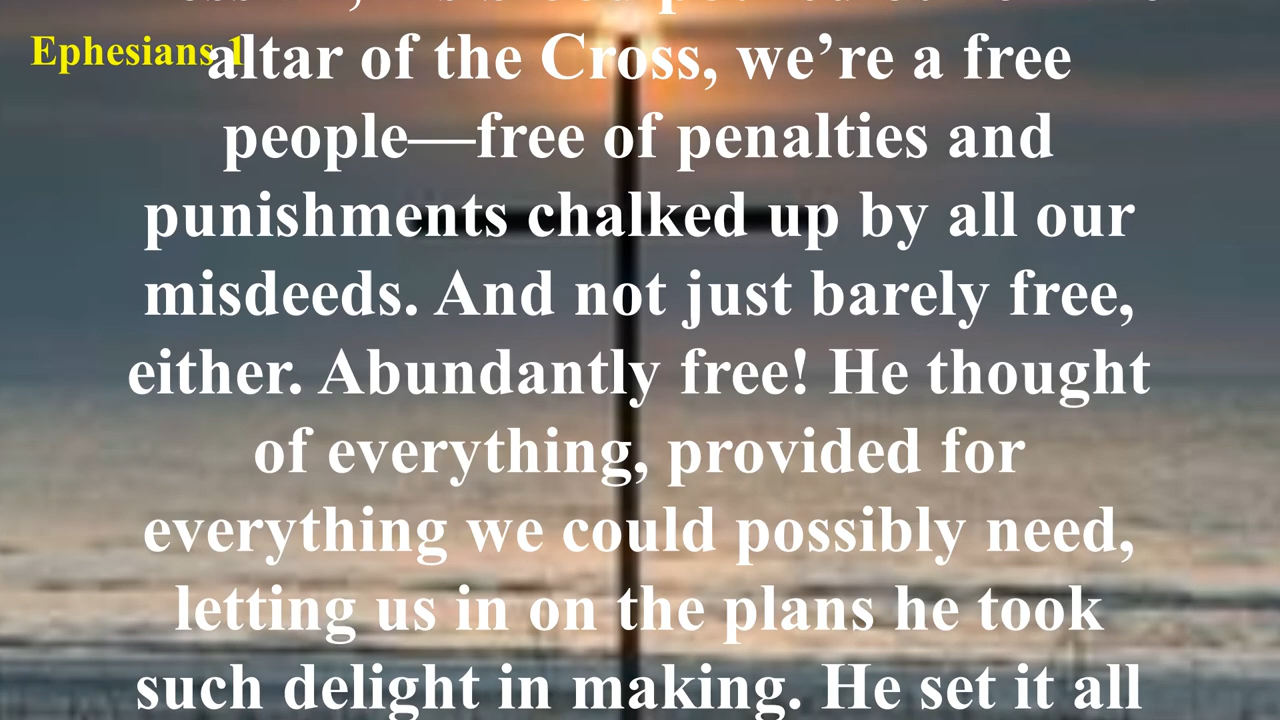 Ephesians 1
altar of the Cross, we’re a free
people—free of penalties and
punishments chalked up by all our
misdeeds. And not just barely free,
either. Abundantly free! He thought
of everything, provided for
everything we could possibly need,
letting us in on the plans he took
such delight in making. He set it all